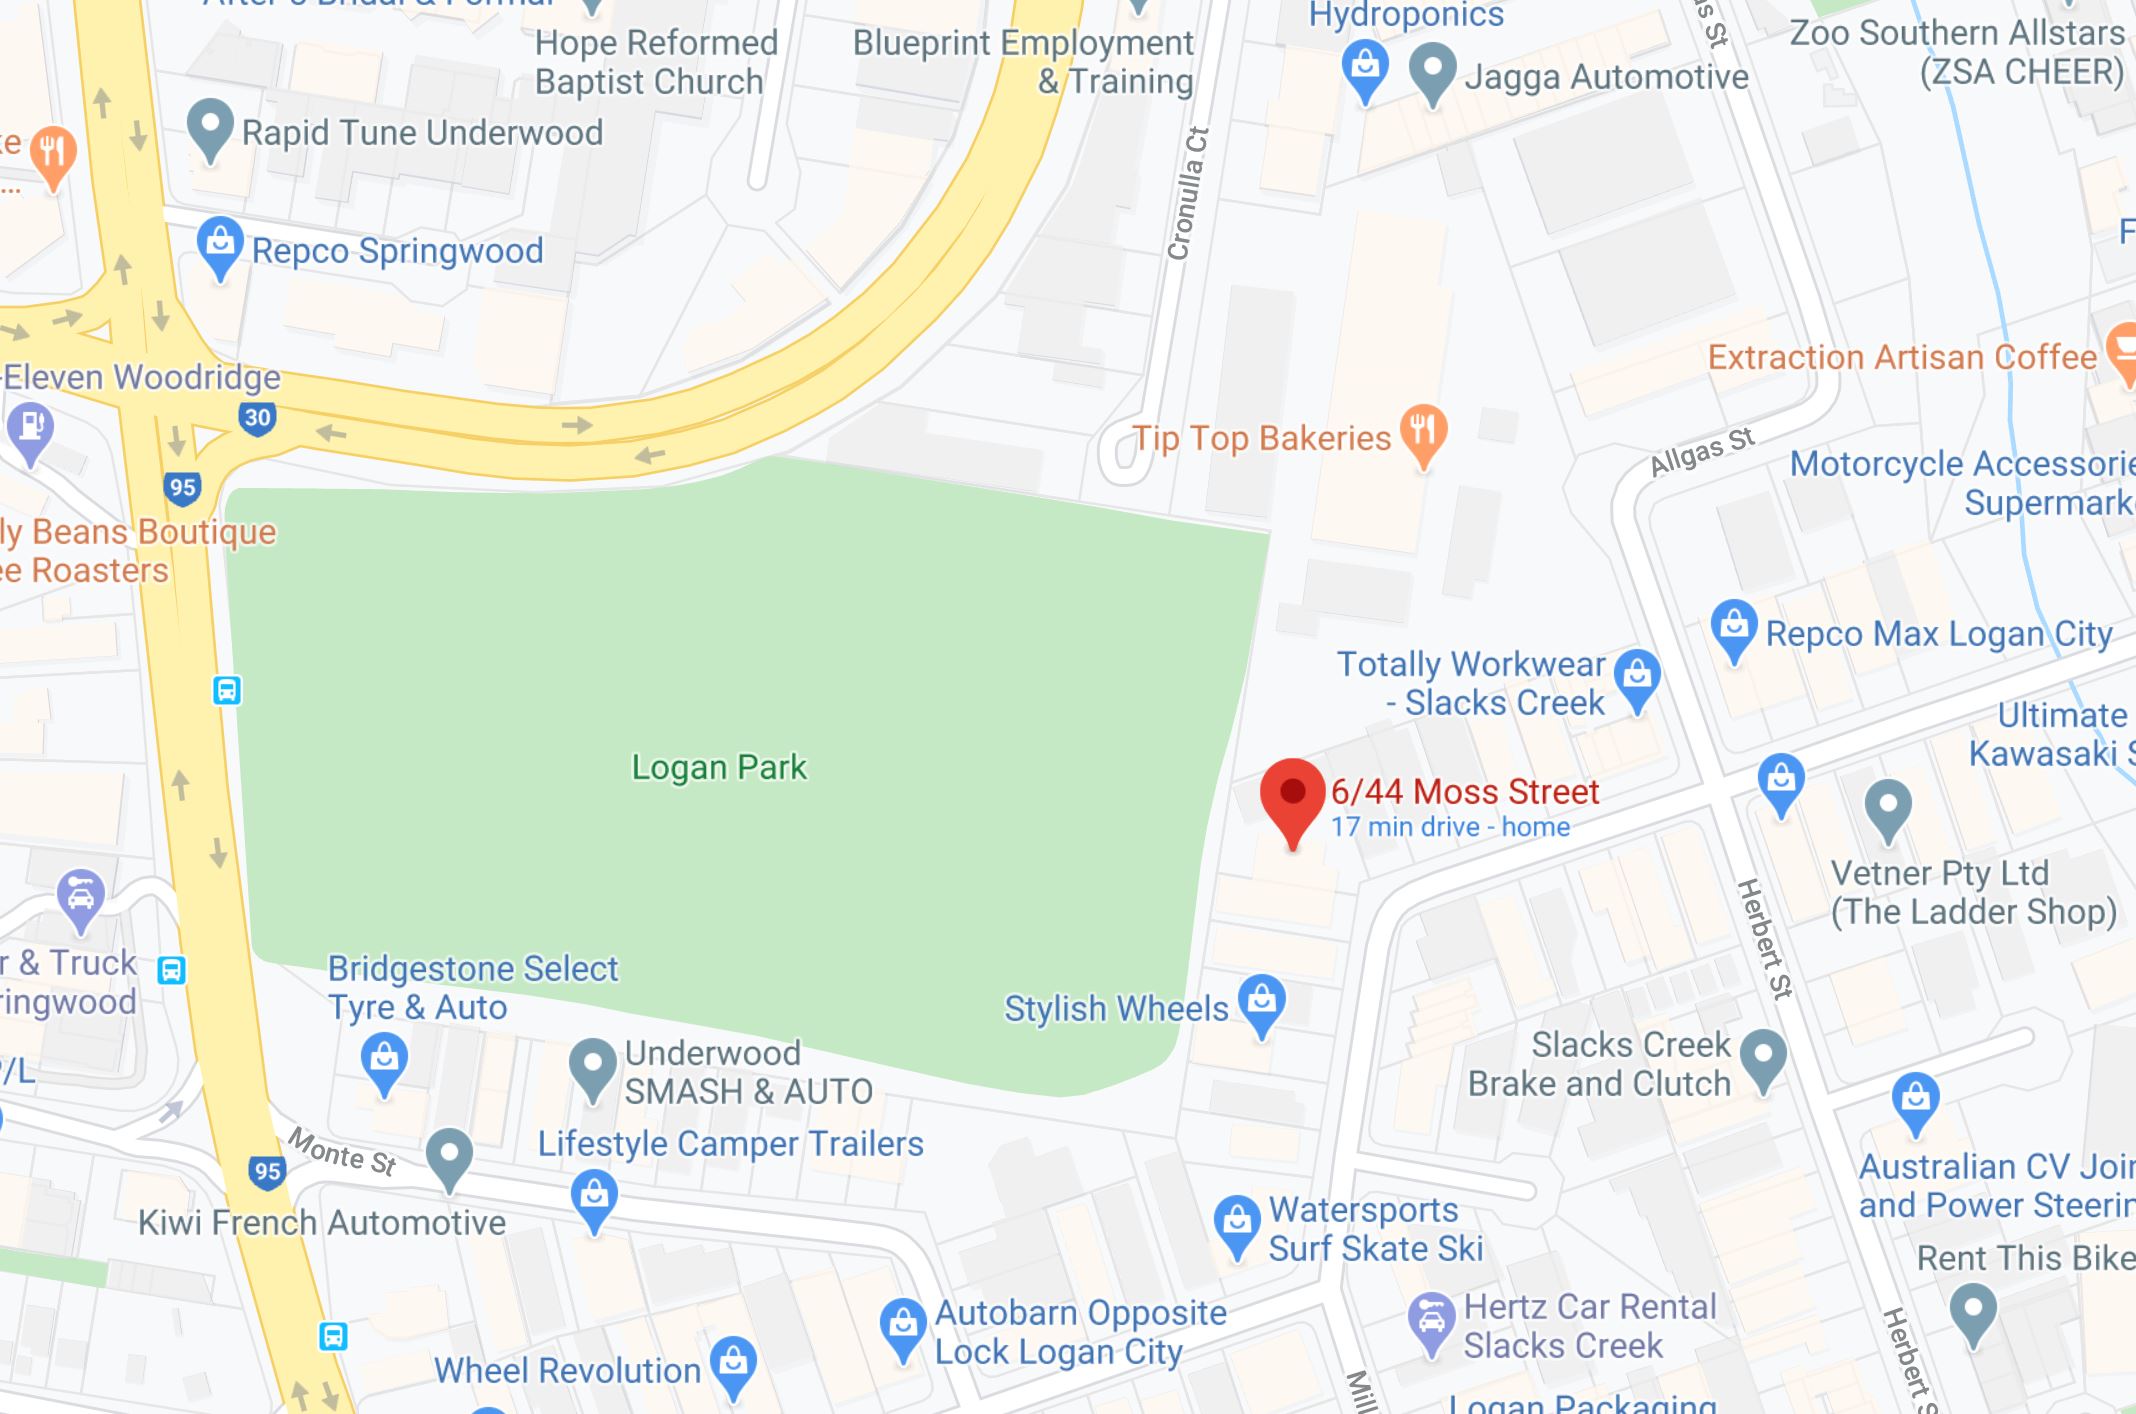 Hope Reformed
Baptist Church
Blueprint Employment
& Training
Hydroponics
Jagga Automotive
Zoo Southern Allstars
(ZSA CHEER)
Rapid Tune Underwood
Cronulla Ct
Repco Springwood
-Eleven Woodridge
30
95
Extraction Artisan Coffee
Tip Top Bakeries
Allgas St
Motorcycle Accessorie
Supermark
ly Beans Boutique
ee Roasters
Repco Max Logan City
Totally Workwear
- Slacks Creek
Ultimate
Kawasaki S
Logan Park
6/44 Moss Street
17 min drive - home
Vetner Pty Ltd
(The Ladder Shop)
Herbert St
r & Truck
ringwood
Bridgestone Select
Tyre & Auto
Stylish Wheels
Underwood
SMASH & AUTO
Slacks Creek
Brake and Clutch
P/L
Lifestyle Camper Trailers
Monte St
95
Kiwi French Automotive
Australian CV Join
and Power Steerin
Watersports
Surf Skate Ski
Rent This Bike
Autobarn Opposite
Lock Logan City
Hertz Car Rental
Slacks Creek
Wheel Revolution
Mill
Herbert S
Logan Packaging